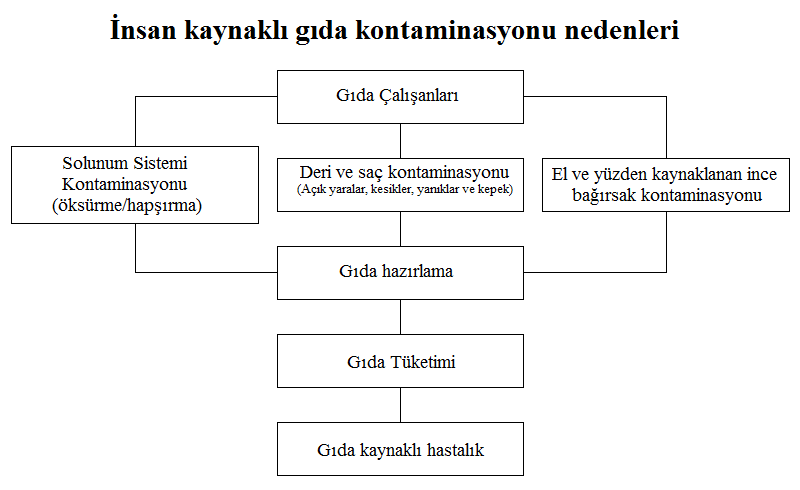 İnsan kaynaklı gıda kontaminasyonu nedenleri
Gıda Çalışanları
Solunum Sistemi
Kontaminasyonu
(öksürme/hapşırma)
Deri ve saç kontaminasyonu
(Açık yaralar, kesikler, yanıklar ve kepek)
El ve yüzden kaynaklanan ince
bağırsak kontaminasyonu
Gıda hazırlama
Gıda Tüketimi
Gıda kaynaklı hastalık